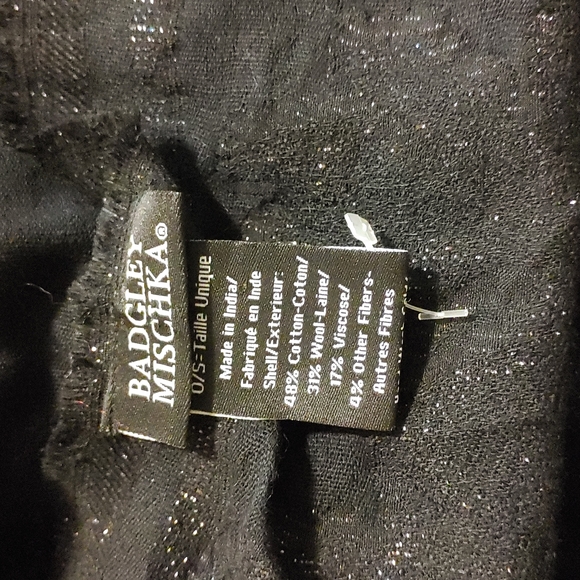 BADGLEY
MISCHKA®
O/S=Taille Unique
Made in India/
Fabriqué en Inde
Shell/Exterieur:
48% Cotton-Coton/
31% Wool-Laine/
17% Viscose/
4% Other Fibers-
Autres Fibres